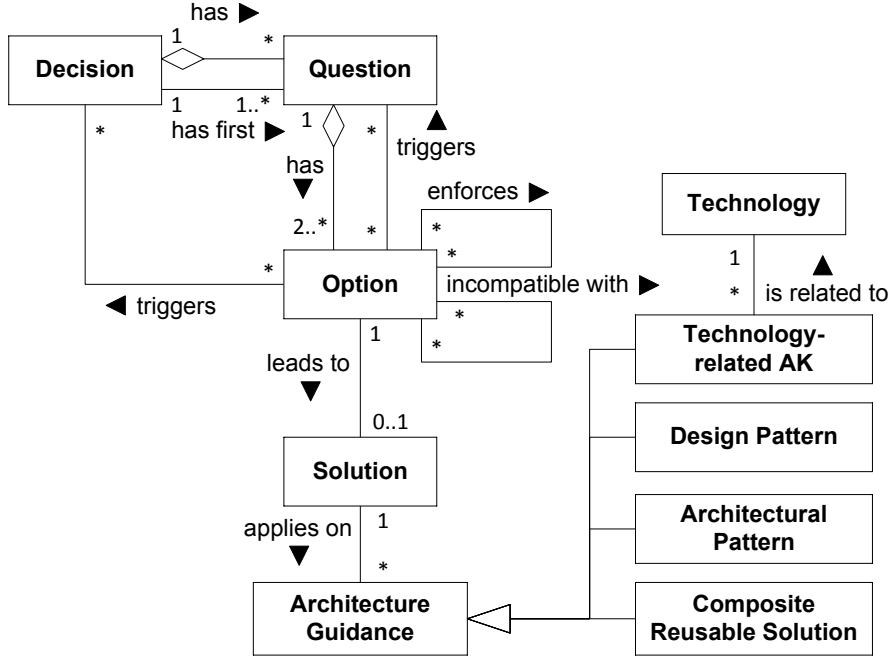 has ►
1
*
Decision
Question
1
1..*
has first ►
*
1
*
▲
triggers
has
▼
enforces ►
Technology
2..*
*
*
*
*
1
▲
Option
incompatible with ►
*
is related to
◄ triggers
*
*
1
Technology-
related AK
leads to
▼
0..1
Design Pattern
Solution
applies on
▼
1
*
Architectural
Pattern
Architecture
Guidance
Composite
Reusable Solution